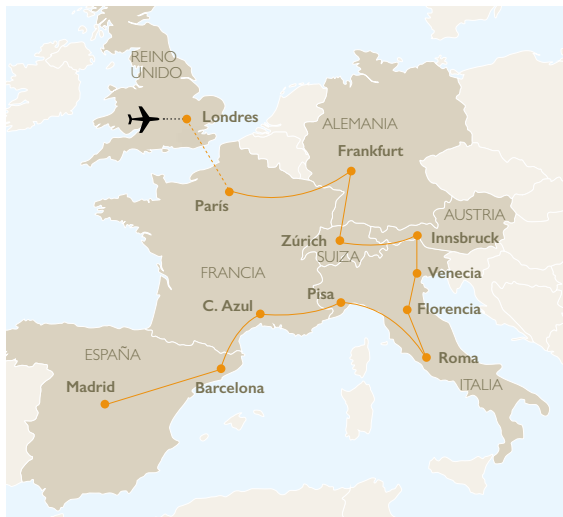 REINO
UNIDO
Londres
ALEMANIA
Frankfurt
París
AUSTRIA
Zúrich
Innsbruck
SUIZA
FRANCIA
Venecia
Pisa
C. Azul
Florencia
ESPAÑA
Roma
Madrid
Barcelona
ITALIA